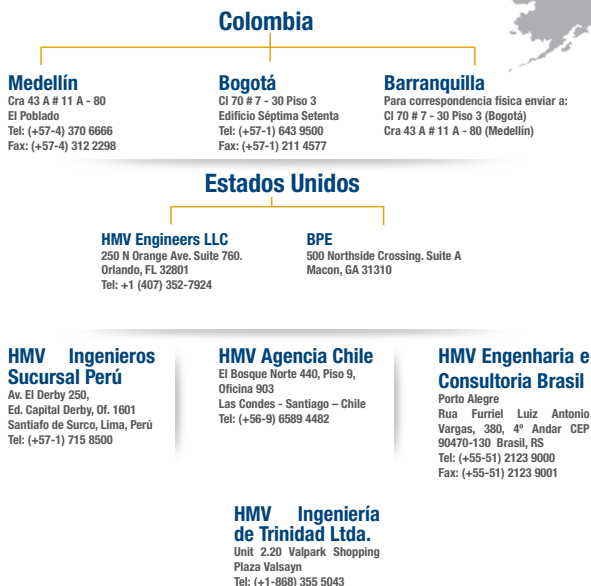 Colombia
Medellín
Cra 43 A # 11 A - 80
El Poblado
Tel: (+57-4) 370 6666
Fax: (+57-4) 312 2298
Bogotá
Cl 70 # 7 - 30 Piso 3
Edificio Séptima Setenta
Tel: (+57-1) 643 9500
Fax: (+57-1) 211 4577
Barranquilla
Para correspondencia física enviar a:
Cl 70 # 7 - 30 Piso 3 (Bogotá)
Cra 43 A # 11 A - 80 (Medellín)
Estados Unidos
HMV Engineers LLC
250 N Orange Ave. Suite 760.
Orlando, FL 32801
Tel: +1 (407) 352-7924
BPE
500 Northside Crossing. Suite A
Macon, GA 31310
HMV Ingenieros
Sucursal Perú
Av. El Derby 250,
Ed. Capital Derby, Of. 1601
Santiafo de Surco, Lima, Perú
Tel: (+57-1) 715 8500
HMV Agencia Chile
El Bosque Norte 440, Piso 9,
Oficina 903
Las Condes - Santiago – Chile
Tel: (+56-9) 6589 4482
HMV Engenharia e
Consultoria Brasil
Porto Alegre
Rua Furriel Luiz Antonio
Vargas, 380, 4º Andar CEP
90470-130 Brasil, RS
Tel: (+55-51) 2123 9000
Fax: (+55-51) 2123 9001
HMV Ingeniería
de Trinidad Ltda.
Unit 2.20 Valpark Shopping
Plaza Valsayn
Tel: (+1-868) 355 5043